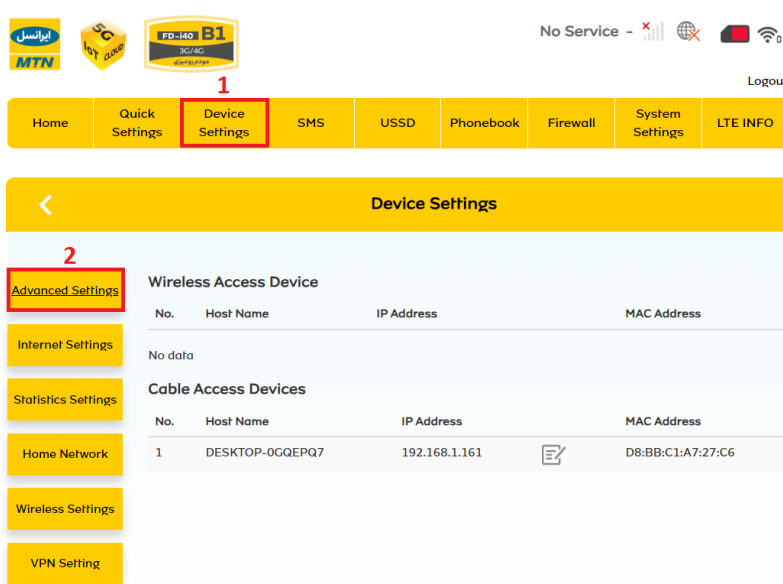 ایرانسل
MTN
SC
IoT CLOUD
FD-i40 B1
3G/4G
مودم رومیزی
No Service -
1
Logou
Home
Quick Settings
Device Settings
SMS
USSD
Phonebook
Firewall
System Settings
LTE INFO
Device Settings
2
Advanced Settings
Internet Settings
Statistics Settings
Home Network
Wireless Settings
VPN Setting
Wireless Access Device
No. Host Name IP Address MAC Address
No data
Cable Access Devices
No. Host Name IP Address MAC Address
1 DESKTOP-0GQEPQ7 192.168.1.161 D8:BB:C1:A7:27:C6